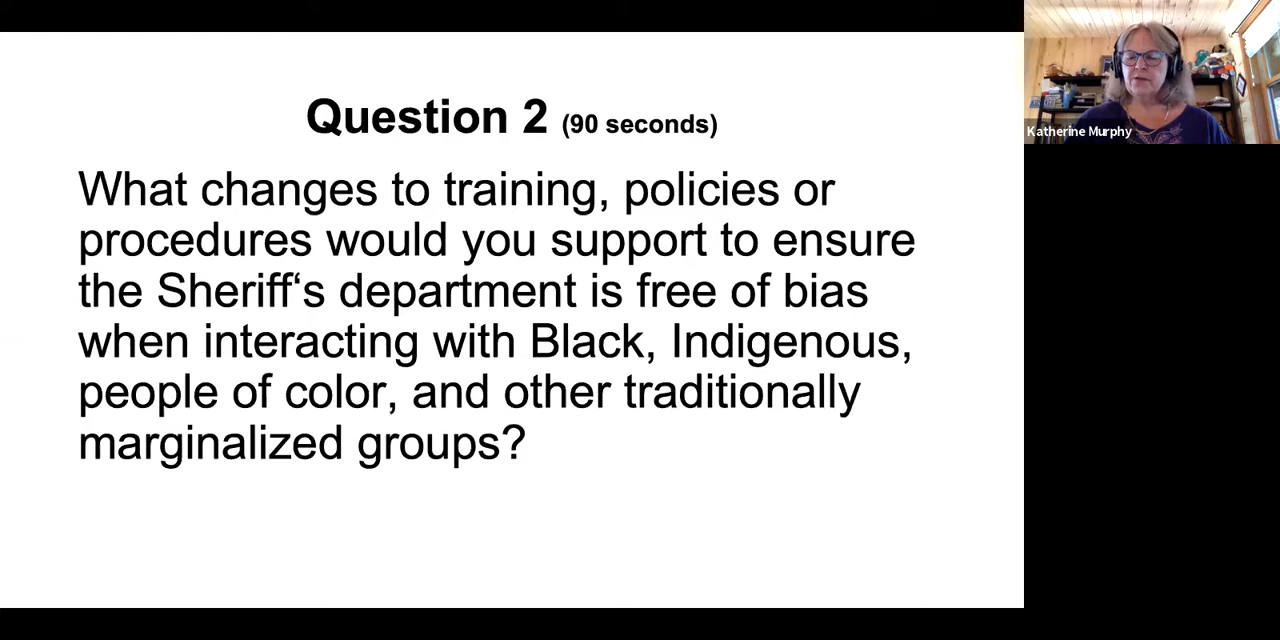 Question 2 (90 seconds)
What changes to training, policies or
procedures would you support to ensure
the Sheriff‘s department is free of bias
when interacting with Black, Indigenous,
people of color, and other traditionally
marginalized groups?
Katherine Murphy